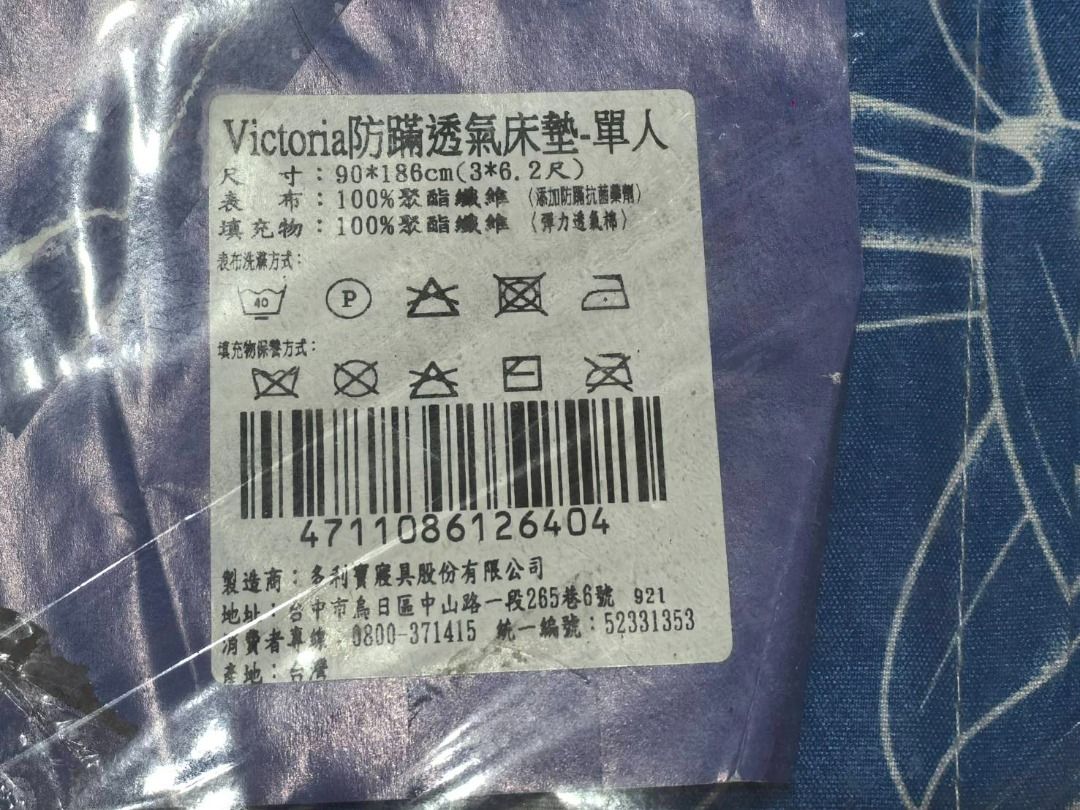 Victoria防蹣透氣床墊-單人
尺 寸：90*186cm(3*6.2尺)
表 布：100%聚酯纖維（添加防蹣抗菌藥劑）
填充物：100%聚酯纖維（彈力透氣棉）
表布洗滌方式：
40 P
填充物保養方式：
4711086126404
製造商：多利寶寢具股份有限公司
地址：台中市烏日區中山路一段265巷6號 921
消費者專線：0800-371415 統一編號：52331353
產地：台灣